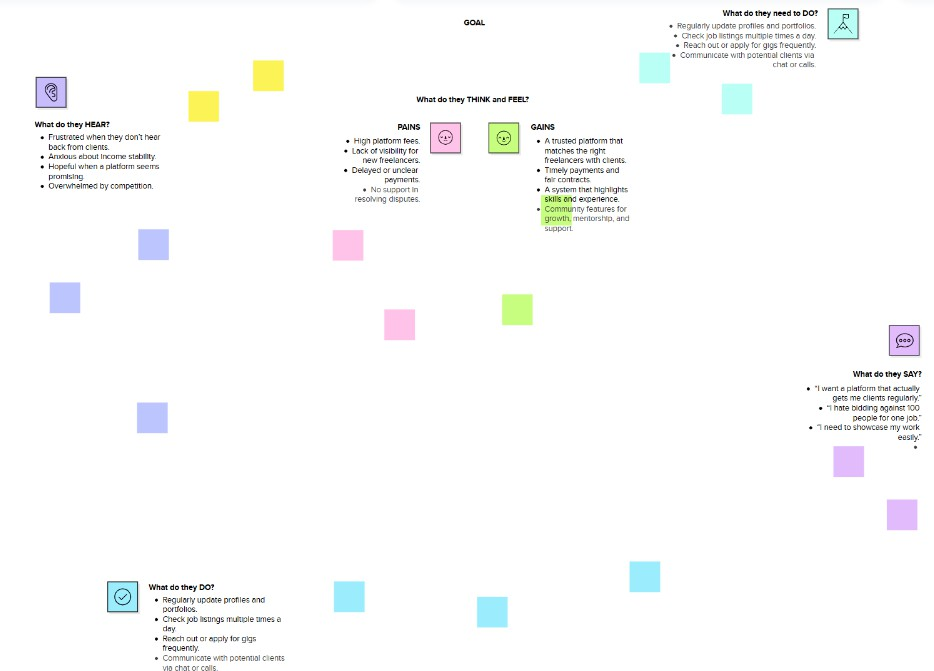 GOAL
What do they need to DO?
• Regularly update profiles and portfolios.
• Check job listings multiple times a day.
• Reach out or apply for gigs frequently.
• Communicate with potential clients via
chat or calls.
What do they HEAR?
• Frustrated when they don't hear
back from clients.
• Anxious about income stability.
• Hopeful when a platform seems
promising.
• Overwhelmed by competition.
What do they THINK and FEEL?
PAINS
• High platform fees.
• Lack of visibility for
new freelancers.
• Delayed or unclear
payments.
• No support in
resolving disputes.
GAINS
• A trusted platform that
matches the right
freelancers with clients.
• Timely payments and
fair contracts.
• A system that highlights
skills and experience.
• Community features for
growth, mentorship, and
support.
What do they SAY?
• "I want a platform that actually
gets me clients regularly."
• "I hate bidding against 100
people for one job."
• "I need to showcase my work
easily."
•
What do they DO?
• Regularly update profiles and
portfolios.
• Check job listings multiple times a
day.
• Reach out or apply for gigs
frequently.
• Communicate with potential clients
via chat or calls.